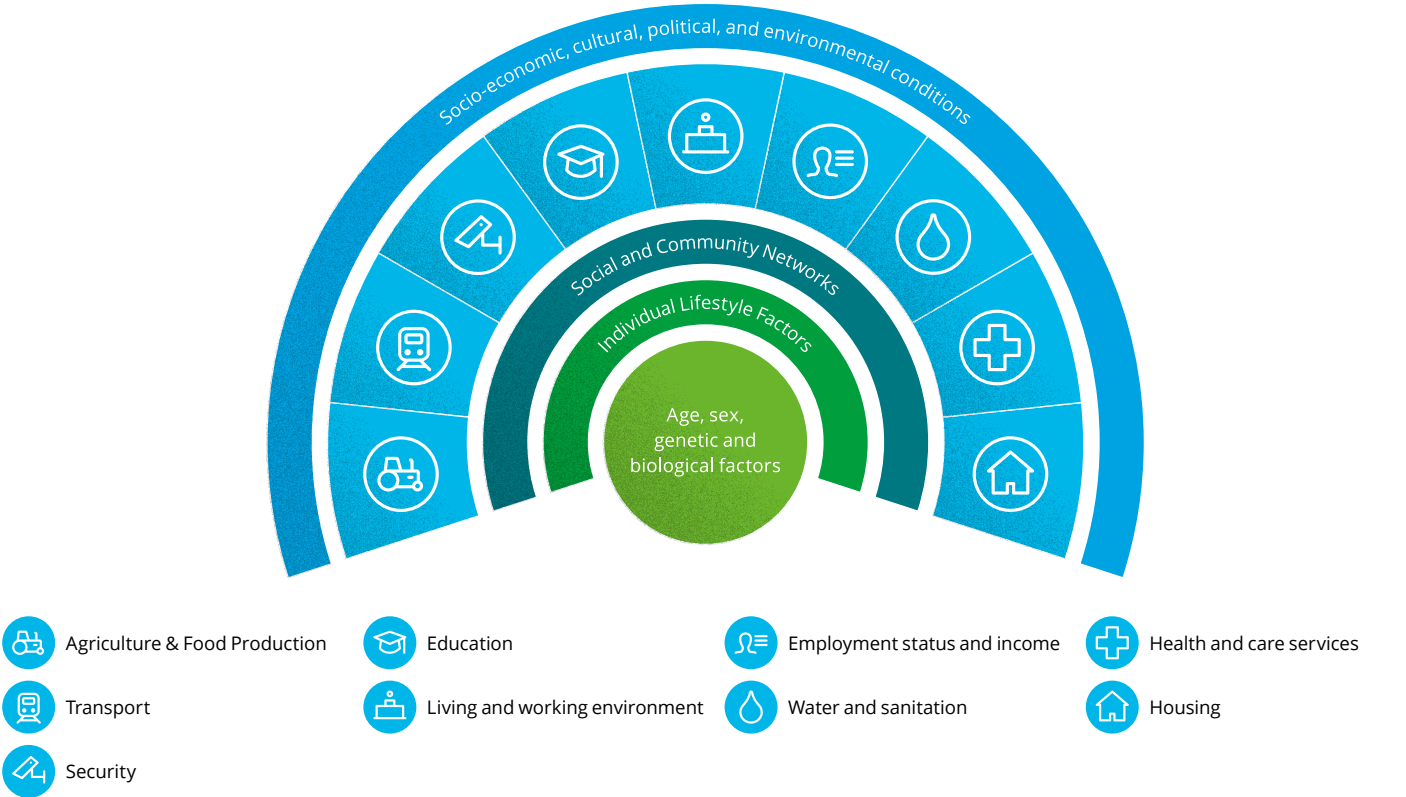 Socio-economic, cultural, political, and environmental conditions
Social and Community Networks
Individual Lifestyle Factors
Age, sex,
genetic and
biological factors
Agriculture & Food Production
Education
Employment status and income
Health and care services
Transport
Living and working environment
Water and sanitation
Housing
Security